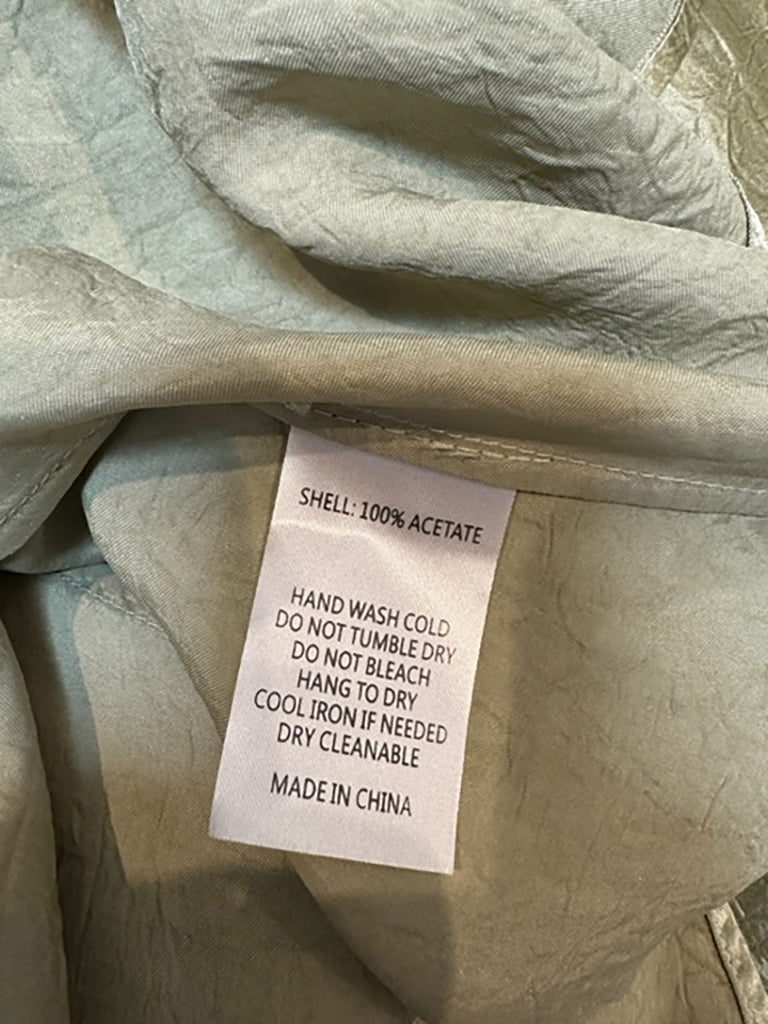 SHELL: 100% ACETATE
HAND WASH COLD
DO NOT TUMBLE DRY
DO NOT BLEACH
HANG TO DRY
COOL IRON IF NEEDED
DRY CLEANABLE
MADE IN CHINA